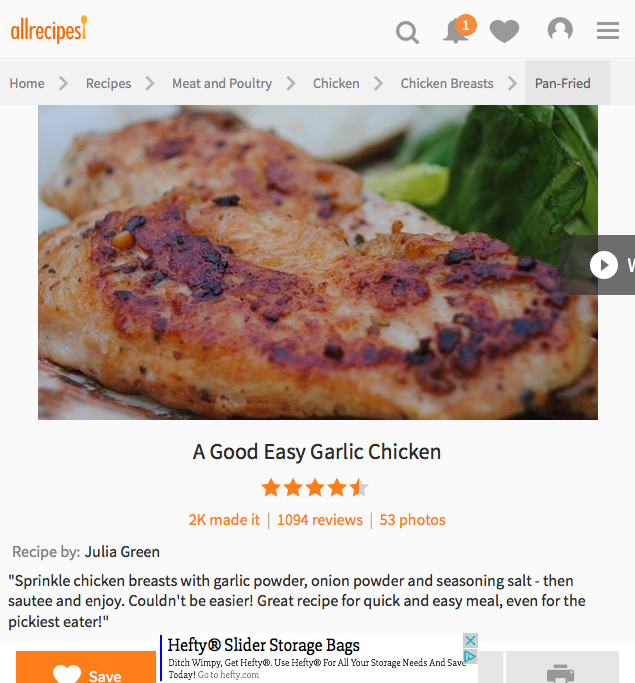 allrecipes
1
Home Recipes Meat and Poultry Chicken Chicken Breasts Pan-Fried
W
A Good Easy Garlic Chicken
2K made it | 1094 reviews | 53 photos
Recipe by: Julia Green
"Sprinkle chicken breasts with garlic powder, onion powder and seasoning salt - then
sautee and enjoy. Couldn't be easier! Great recipe for quick and easy meal, even for the
pickiest eater!"
Hefty® Slider Storage Bags
Ditch Wimpy, Get Hefty®. Use Hefty® For All Your Storage Needs And Save
Today! Go to hefty.com
Save